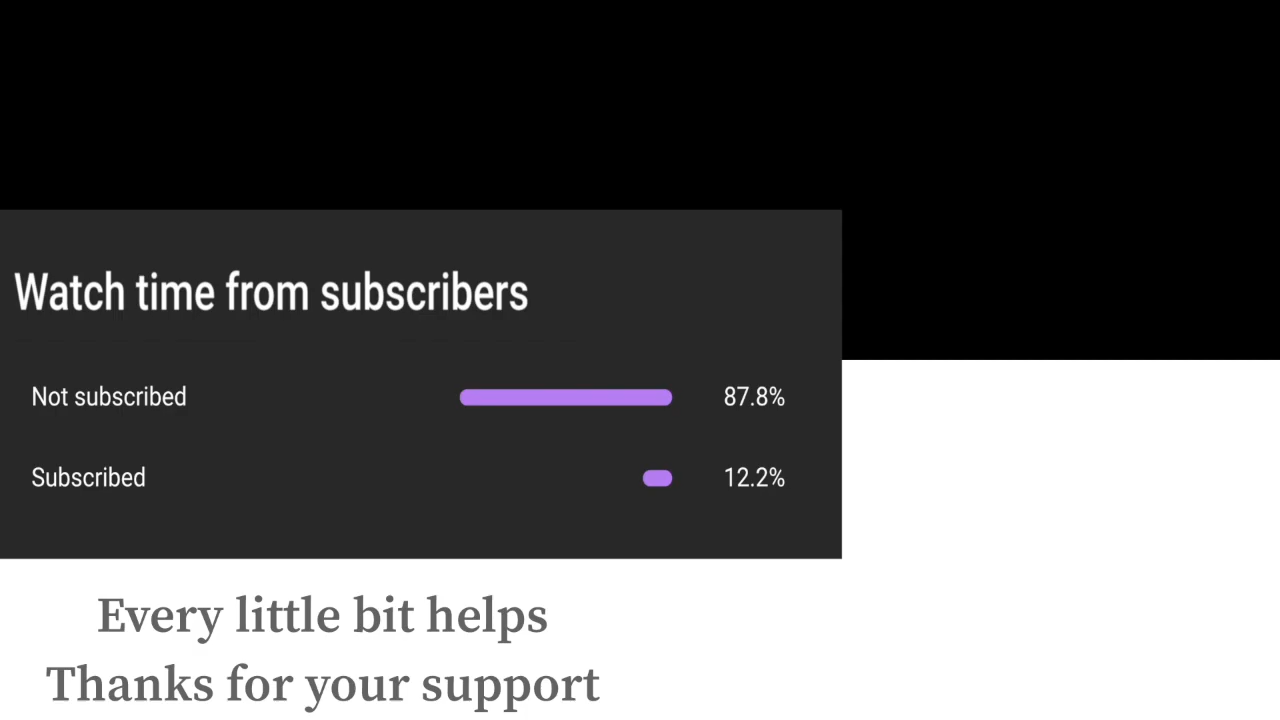 Watch time from subscribers
Not subscribed 87.8%
Subscribed 12.2%
Every little bit helps
Thanks for your support